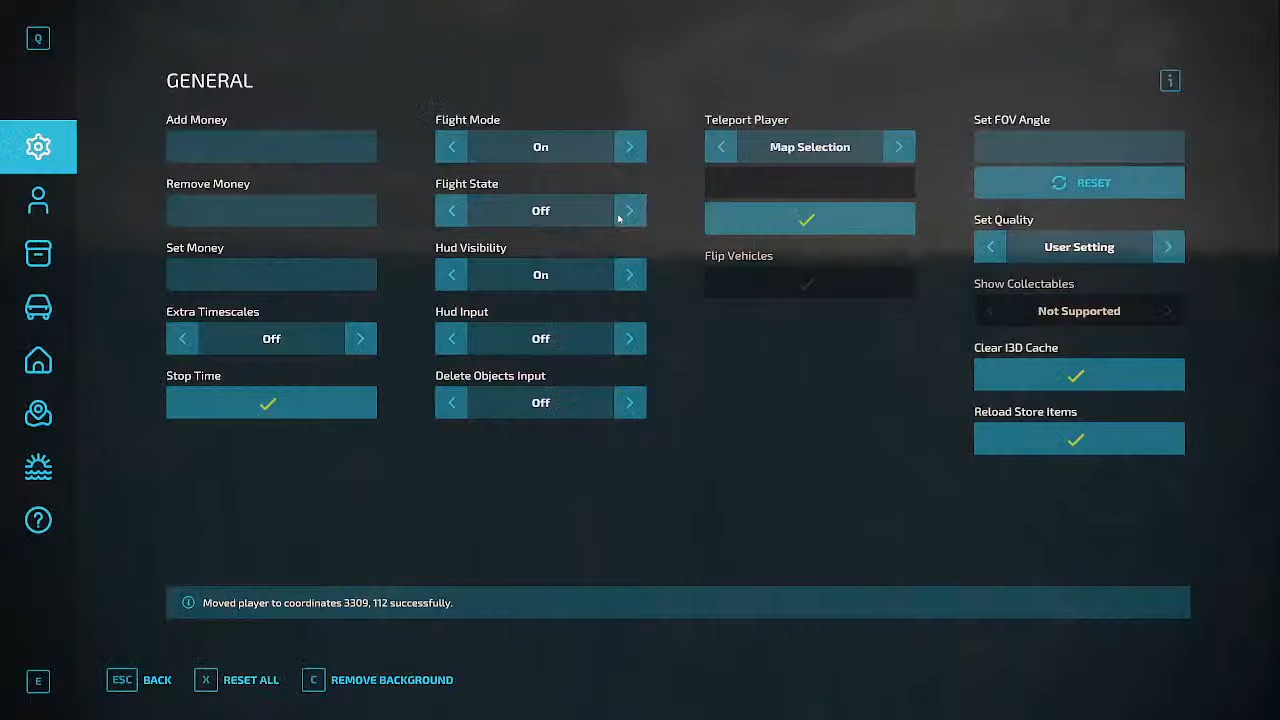 Q
GENERAL
Add Money
Remove Money
Set Money
Extra Timescales
Off
Stop Time
Flight Mode
On
Flight State
Off
Hud Visibility
On
Hud Input
Off
Delete Objects Input
Off
Teleport Player
Map Selection
Flip Vehicles
Set FOV Angle
RESET
Set Quality
User Setting
Show Collectables
Not Supported
Clear I3D Cache
Reload Store Items
Moved player to coordinates 3309, 112 successfully.
E
ESC BACK X RESET ALL C REMOVE BACKGROUND